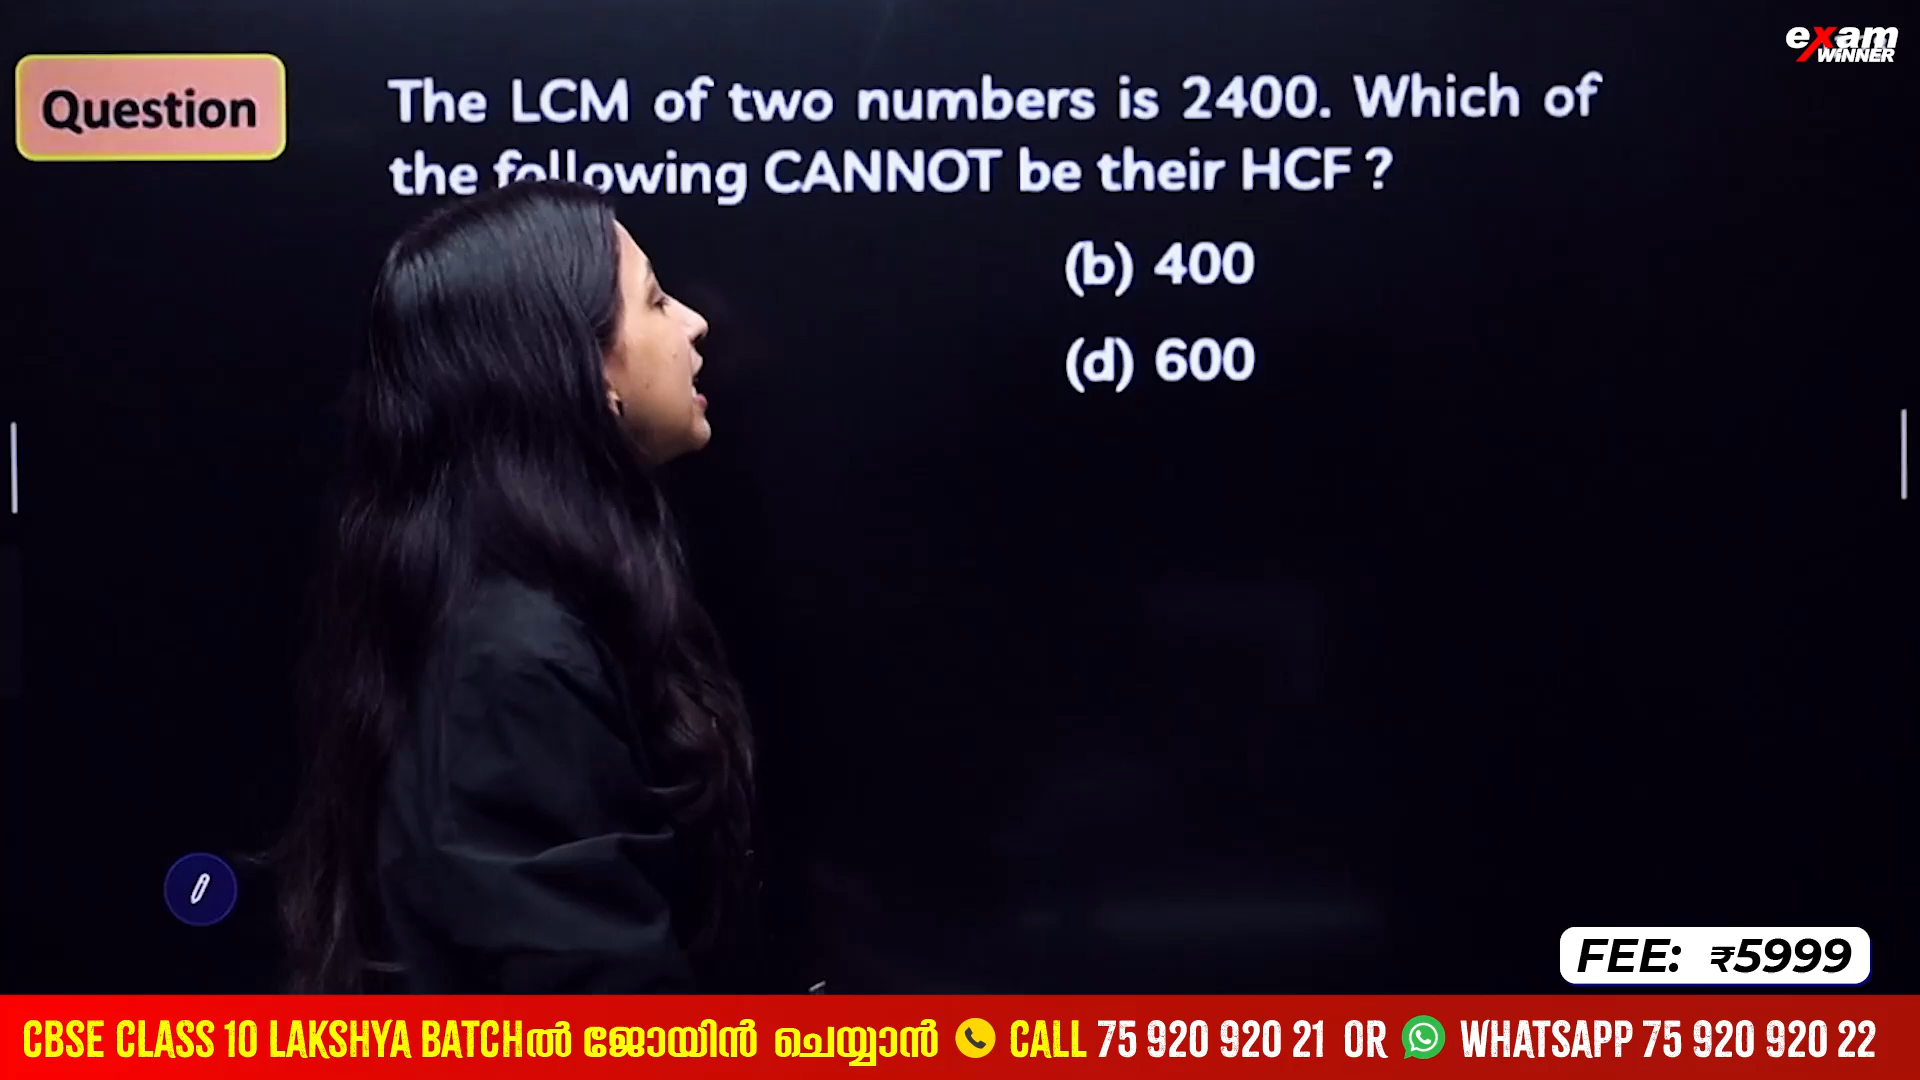 exam
WINNER
Question
The LCM of two numbers is 2400. Which of
the following CANNOT be their HCF ?
(b) 400
(d) 600
FEE: ₹5999
CBSE CLASS 10 LAKSHYA BATCHൽ ജോയിൻ ചെയ്യാൻ CALL 75 920 920 21 OR WHATSAPP 75 920 920 22